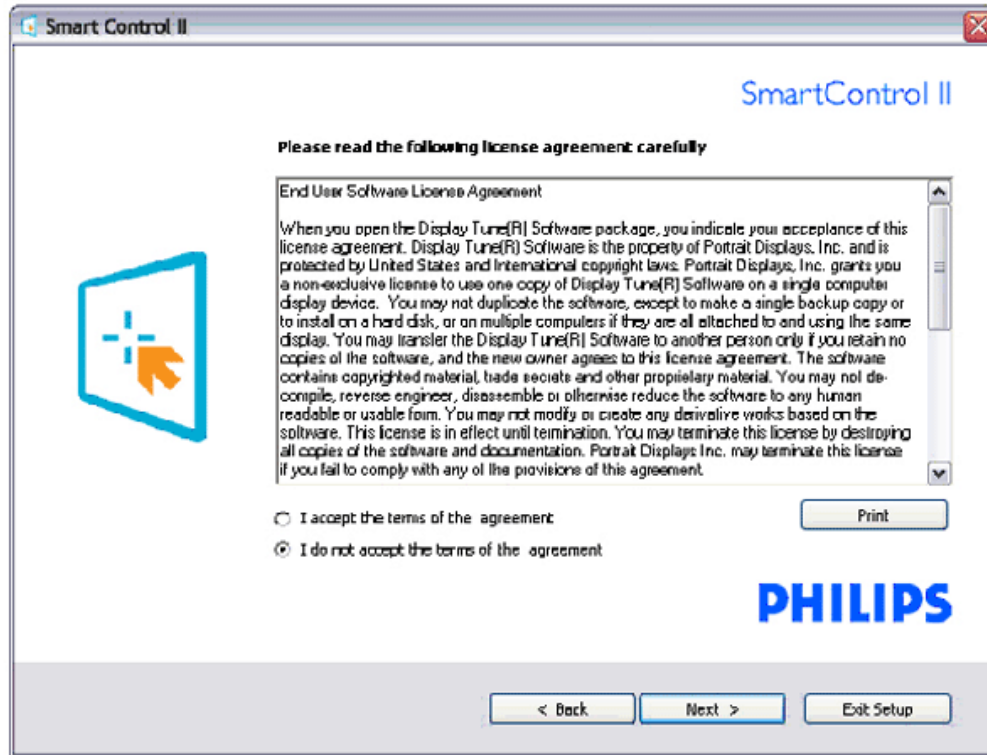 Smart Control II
SmartControl II
Please read the following license agreement carefully
End User Software License Agreement
When you open the Display Tune(R) Software package, you indicate your acceptance of this
license agreement. Display Tune(R) Software is the property of Portrait Displays, Inc. and is
protected by United States and International copyright laws. Portrait Displays, Inc. grants you
a non-exclusive license to use one copy of Display Tune(R) Software on a single computer
display device. You may not duplicate the software, except to make a single backup copy or
to install on a hard disk, or on multiple computers if they are all attached to and using the same
display. You may transfer the Display Tune(R) Software to another person only if you retain no
copies of the software, and the new owner agrees to this license agreement. The software
contains copyrighted material, trade secrets and other proprietary material. You may not de-
compile, reverse engineer, disassemble or otherwise reduce the software to any human
readable or usable form. You may not modify or create any derivative works based on the
software. This license is in effect until termination. You may terminate this license by destroying
all copies of the software and documentation. Portrait Displays Inc. may terminate this license
if you fail to comply with any of the provisions of this agreement.
I accept the terms of the agreement
Print
I do not accept the terms of the agreement
PHILIPS
< Back
Next >
Exit Setup